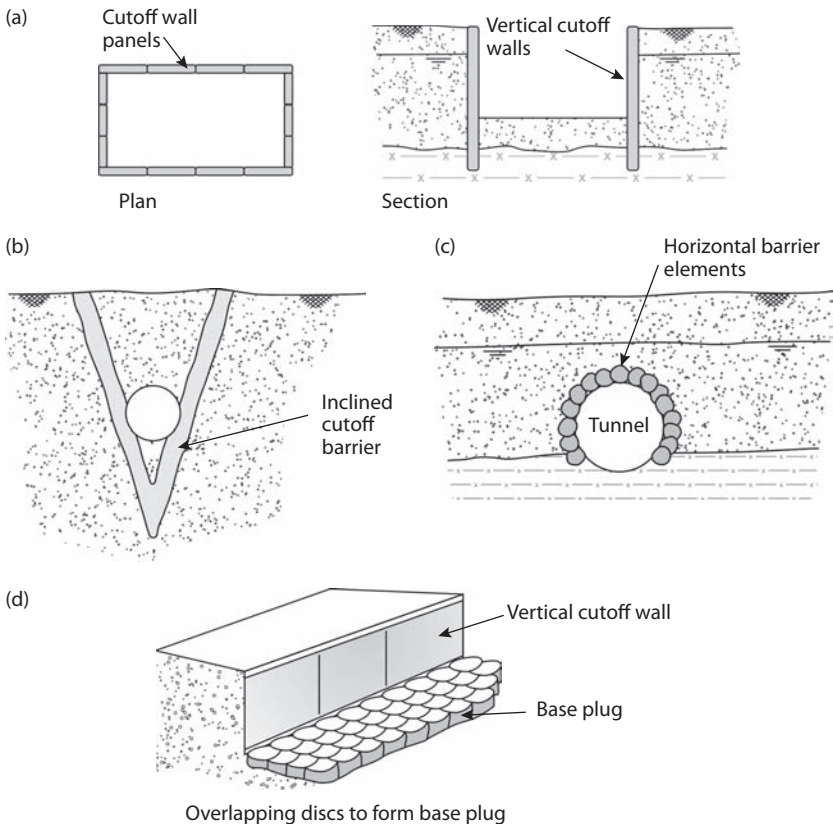 (a)
Cutoff wall
panels
Vertical cutoff
walls
Plan
Section
(b)
Inclined
cutoff
barrier
(c)
Horizontal barrier
elements
Tunnel
(d)
Vertical cutoff wall
Base plug
Overlapping discs to form base plug